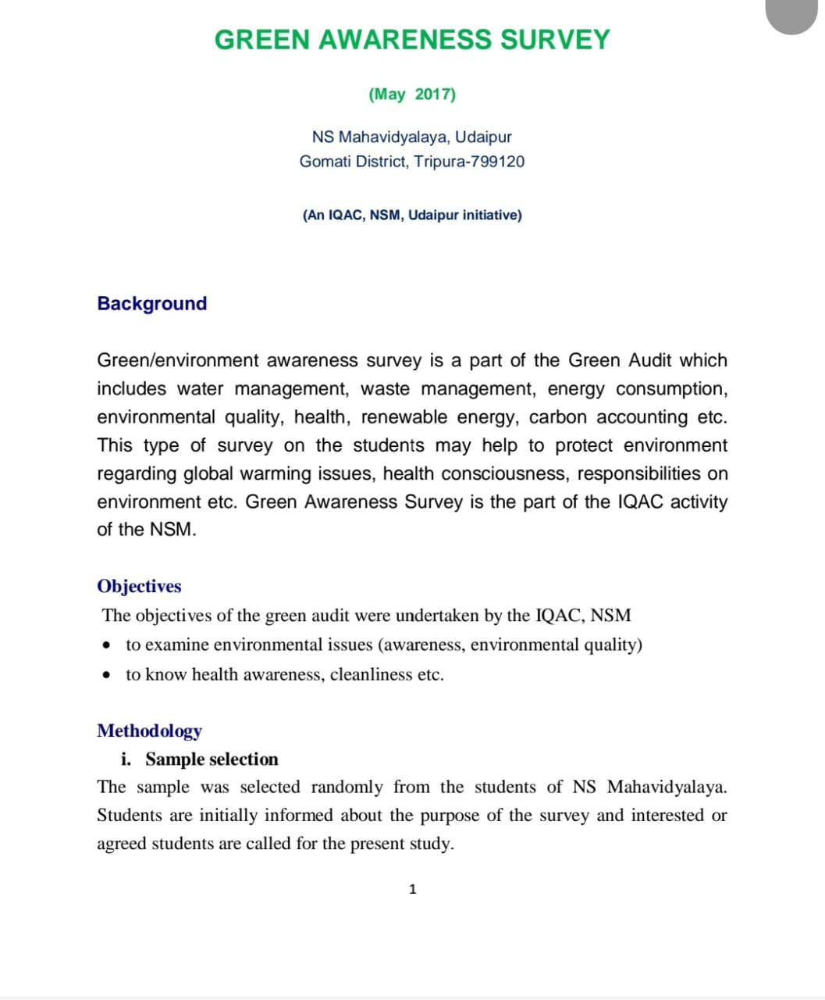 GREEN AWARENESS SURVEY
(May 2017)
NS Mahavidyalaya, Udaipur
Gomati District, Tripura-799120
(An IQAC, NSM, Udaipur initiative)
Background
Green/environment awareness survey is a part of the Green Audit which
includes water management, waste management, energy consumption,
environmental quality, health, renewable energy, carbon accounting etc.
This type of survey on the students may help to protect environment
regarding global warming issues, health consciousness, responsibilities on
environment etc. Green Awareness Survey is the part of the IQAC activity
of the NSM.
Objectives
The objectives of the green audit were undertaken by the IQAC, NSM
• to examine environmental issues (awareness, environmental quality)
• to know health awareness, cleanliness etc.
Methodology
i. Sample selection
The sample was selected randomly from the students of NS Mahavidyalaya.
Students are initially informed about the purpose of the survey and interested or
agreed students are called for the present study.
1